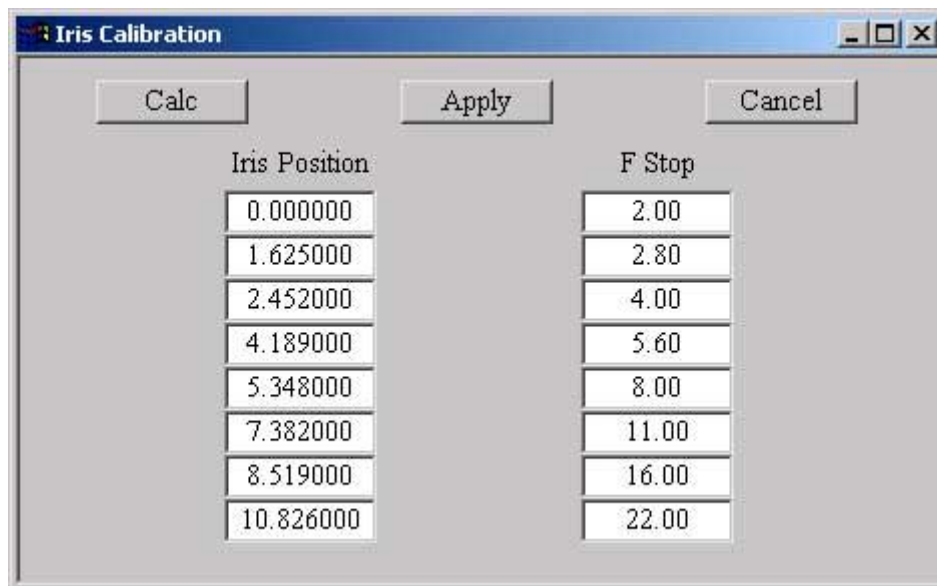 Iris Calibration
Calc Apply Cancel
Iris Position F Stop
0.000000 2.00
1.625000 2.80
2.452000 4.00
4.189000 5.60
5.348000 8.00
7.382000 11.00
8.519000 16.00
10.826000 22.00